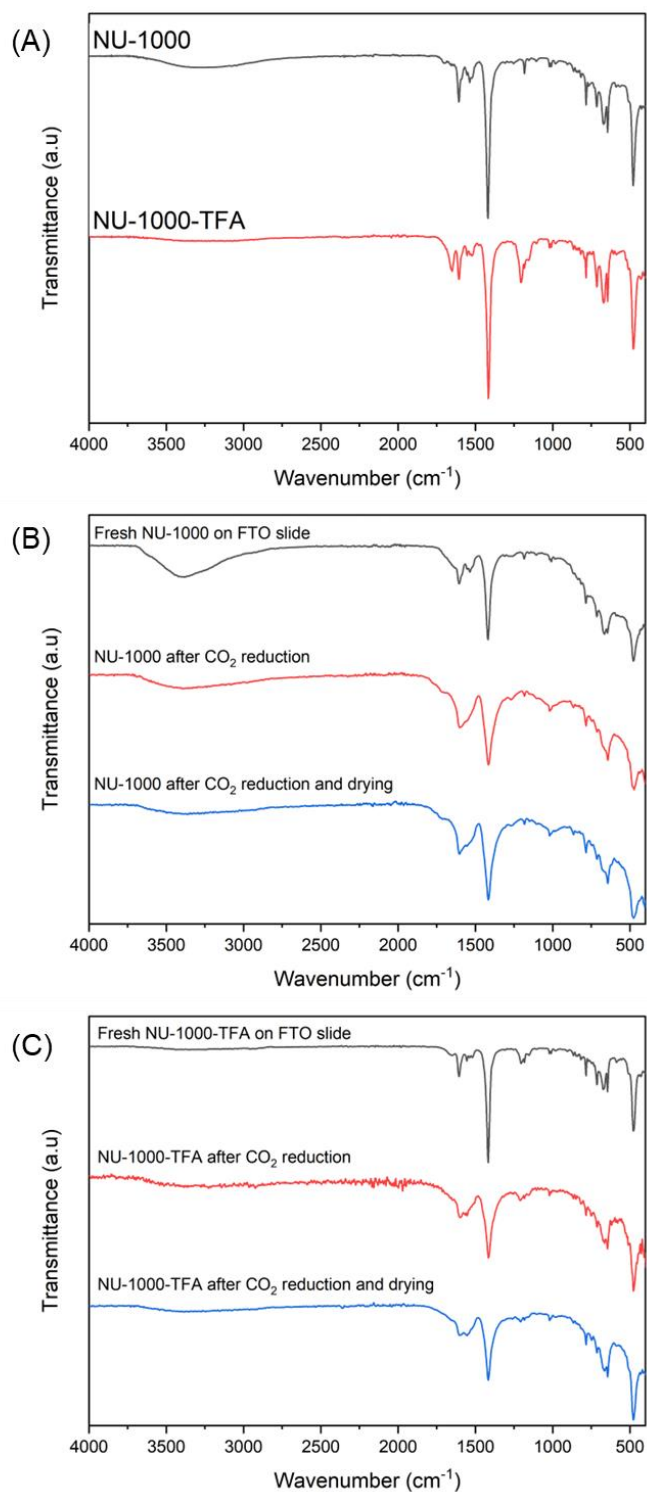 (A)
NU-1000
NU-1000-TFA
Transmittance (a.u)
4000 3500 3000 2500 2000 1500 1000 500
Wavenumber (cm⁻¹)
(B)
Fresh NU-1000 on FTO slide
NU-1000 after CO₂ reduction
NU-1000 after CO₂ reduction and drying
Transmittance (a.u)
4000 3500 3000 2500 2000 1500 1000 500
Wavenumber (cm⁻¹)
(C)
Fresh NU-1000-TFA on FTO slide
NU-1000-TFA after CO₂ reduction
NU-1000-TFA after CO₂ reduction and drying
Transmittance (a.u)
4000 3500 3000 2500 2000 1500 1000 500
Wavenumber (cm⁻¹)